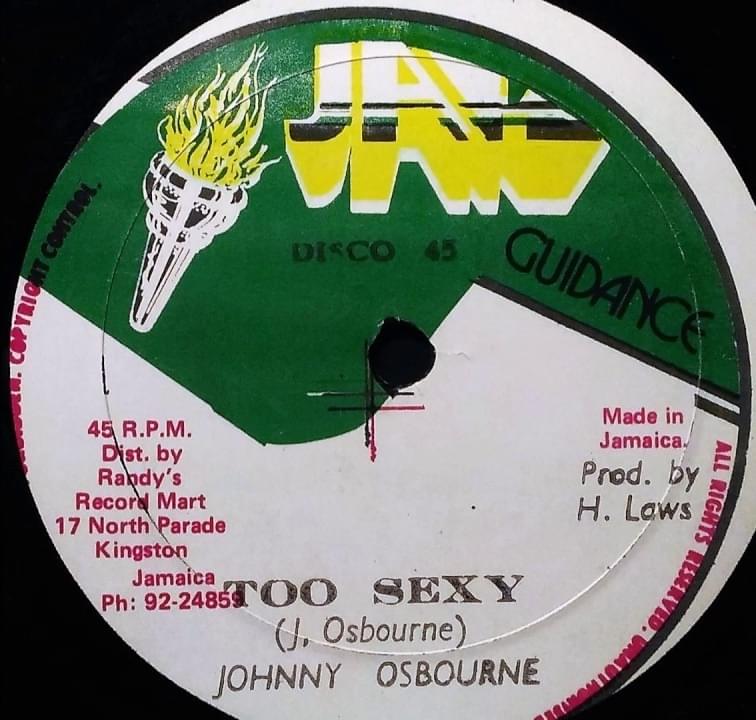 JAH
DISCO 45
GUIDANCE
COPYRIGHT CONTROL.
45 R.P.M.
Dist. by
Randy's
Record Mart
17 North Parade
Kingston
Jamaica
Ph: 92-24859
Made in
Jamaica.
Prod. by
H. Laws
ALL RIGHTS RESERVED.
TOO SEXY
(J. Osbourne)
JOHNNY OSBOURNE